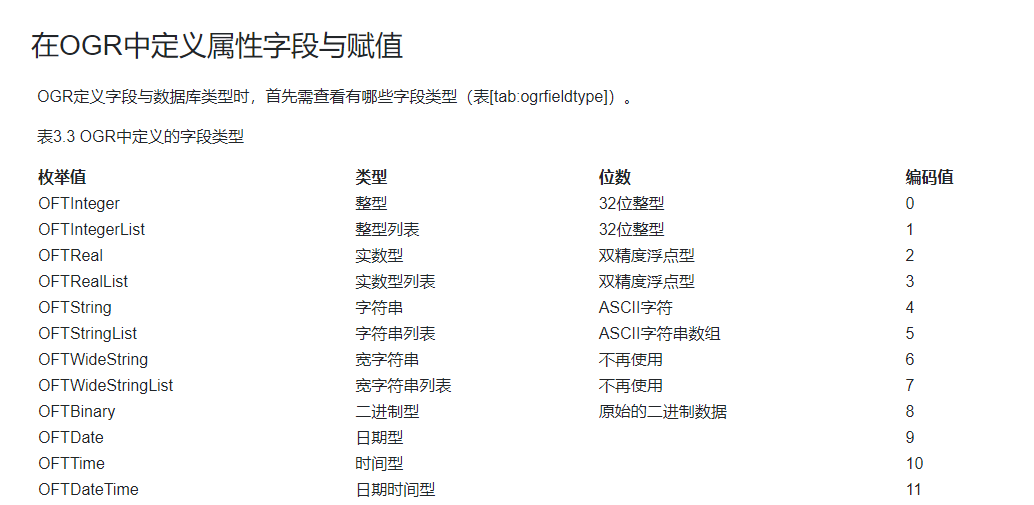 在OGR中定义属性字段与赋值
OGR定义字段与数据库类型时，首先需查看有哪些字段类型（表[tab:ogrfieldtype]）。
表3.3 OGR中定义的字段类型
枚举值 类型 位数 编码值
OFTInteger 整型 32位整型 0
OFTIntegerList 整型列表 32位整型 1
OFTReal 实数型 双精度浮点型 2
OFTRealList 实数型列表 双精度浮点型 3
OFTString 字符串 ASCII字符 4
OFTStringList 字符串列表 ASCII字符串数组 5
OFTWideString 宽字符串 不再使用 6
OFTWideStringList 宽字符串列表 不再使用 7
OFTBinary 二进制型 原始的二进制数据 8
OFTDate 日期型 9
OFTTime 时间型 10
OFTDateTime 日期时间型 11